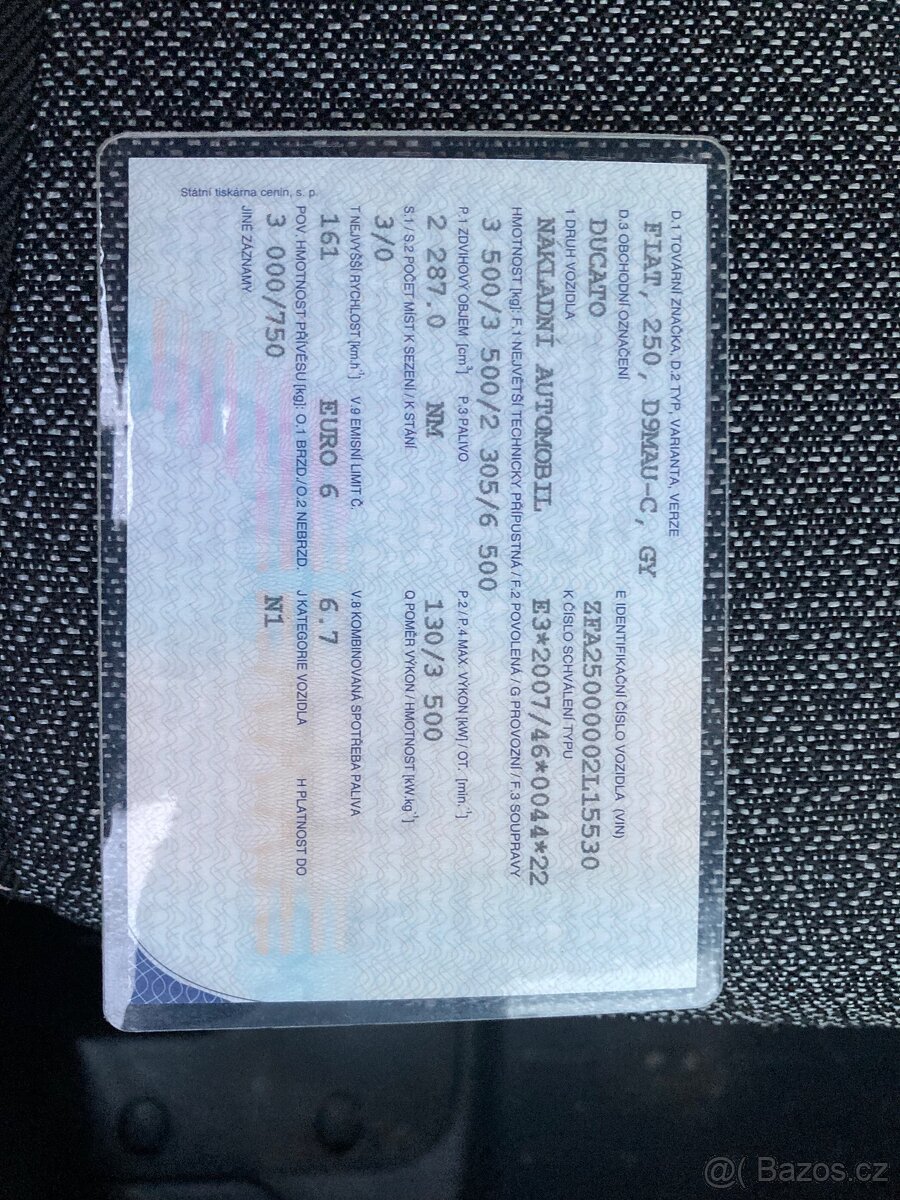 D.1 TOVÁRNÍ ZNAČKA, D.2 TYP, VARIANTA, VERZE
FIAT, 250, D9MAU-C, GY
D.3 OBCHODNÍ OZNAČENÍ E IDENTIFIKAČNÍ ČÍSLO VOZIDLA (VIN)
DUCATO ZFA25000002L15530
1 DRUH VOZIDLA K ČÍSLO SCHVÁLENÍ TYPU
NÁKLADNÍ AUTOMOBIL E3*2007/46*0044*22
HMOTNOST [kg]: F.1 NEJVĚTŠÍ TECHNICKY PŘÍPUSTNÁ / F.2 POVOLENÁ / G PROVOZNÍ / F.3 SOUPRAVY
3 500/3 500/2 305/6 500
P.1 ZDVIHOVÝ OBJEM [cm³] P.3 PALIVO P.2 / P.4 MAX. VÝKON [kW] / OT. [min.⁻¹]
2 287.0 NM 130/3 500
S.1 / S.2 POČET MÍST K SEZENÍ / K STÁNÍ Q POMĚR VÝKON / HMOTNOST [kW.kg⁻¹]
3/0
T NEJVYŠŠÍ RYCHLOST [km.h⁻¹] V.9 EMISNÍ LIMIT Č. V.8 KOMBINOVANÁ SPOTŘEBA PALIVA
161 EURO 6 6.7
POV. HMOTNOST PŘÍVĚSU [kg]: O.1 BRZD./O.2 NEBRZD. J KATEGORIE VOZIDLA H PLATNOST DO
3 000/750 N1
JINÉ ZÁZNAMY
Státní tiskárna cenin, s. p.
@( Bazos.cz